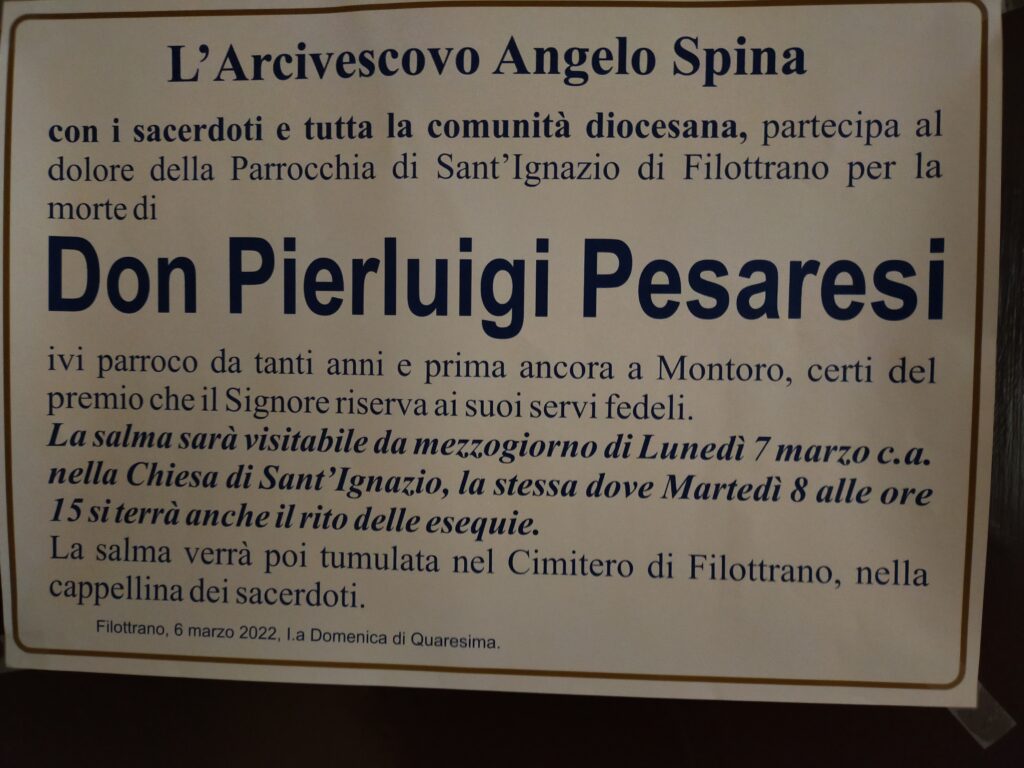 L'Arcivescovo Angelo Spina
con i sacerdoti e tutta la comunità diocesana, partecipa al
dolore della Parrocchia di Sant'Ignazio di Filottrano per la
morte di
Don Pierluigi Pesaresi
ivi parroco da tanti anni e prima ancora a Montoro, certi del
premio che il Signore riserva ai suoi servi fedeli.
La salma sarà visitabile da mezzogiorno di Lunedì 7 marzo c.a.
nella Chiesa di Sant'Ignazio, la stessa dove Martedì 8 alle ore
15 si terrà anche il rito delle esequie.
La salma verrà poi tumulata nel Cimitero di Filottrano, nella
cappellina dei sacerdoti.
Filottrano, 6 marzo 2022, I.a Domenica di Quaresima.